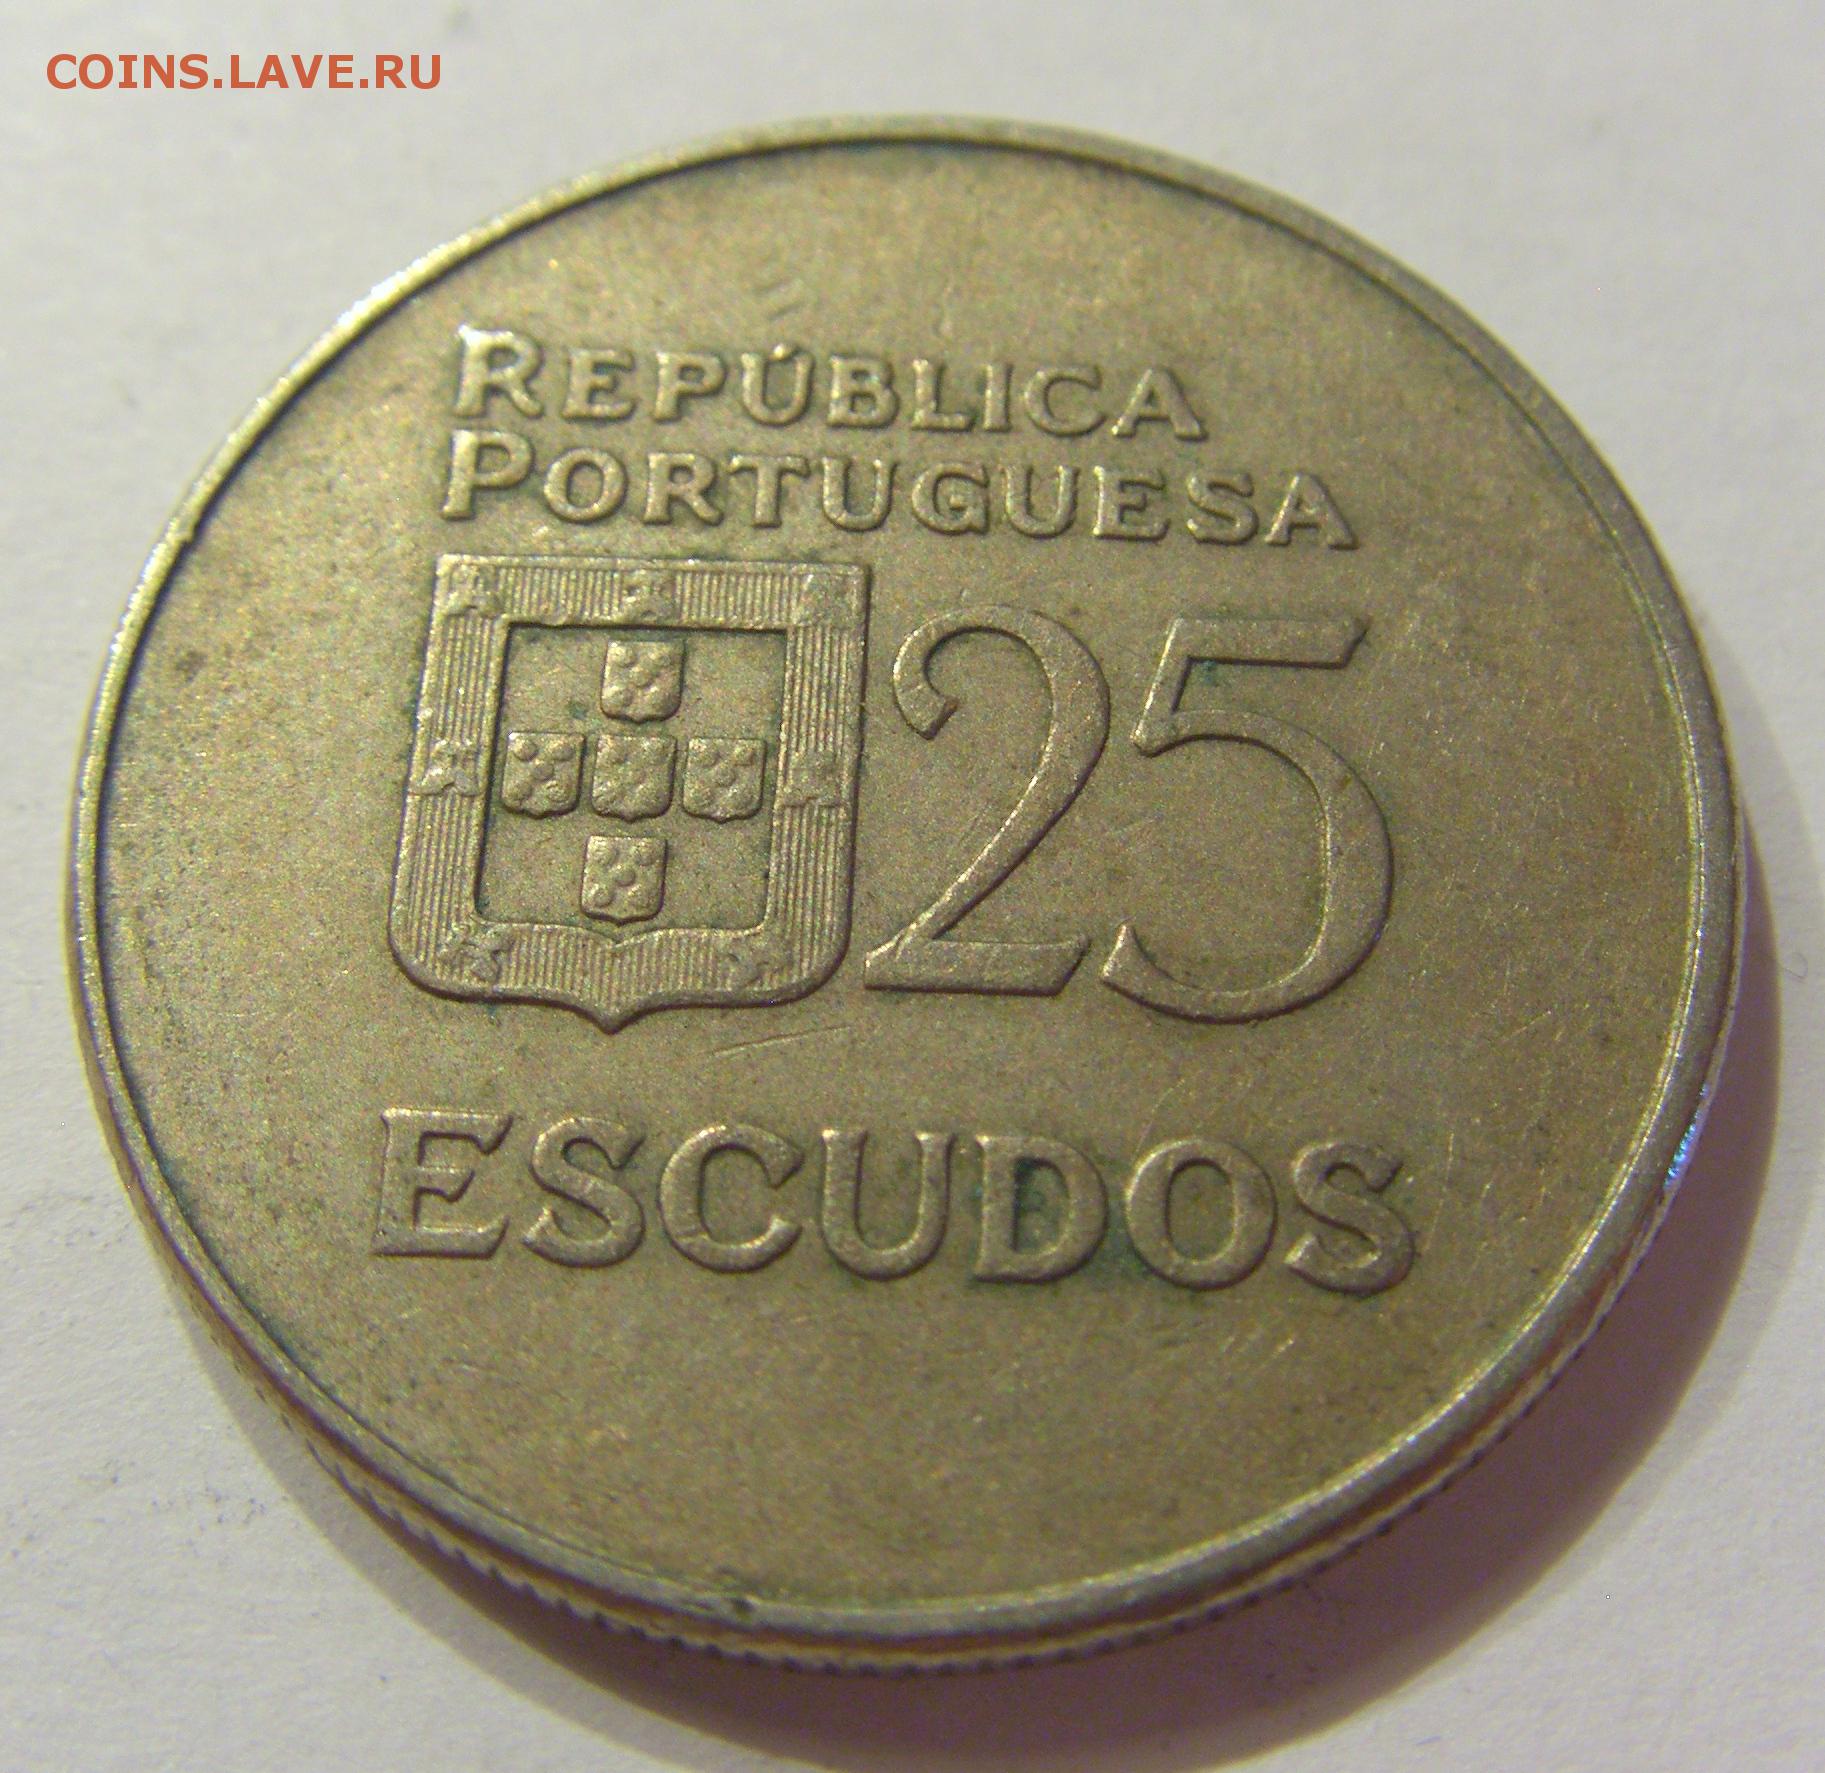 COINS.LAVE.RU
REPÚBLICA
PORTUGUESA
25
ESCUDOS